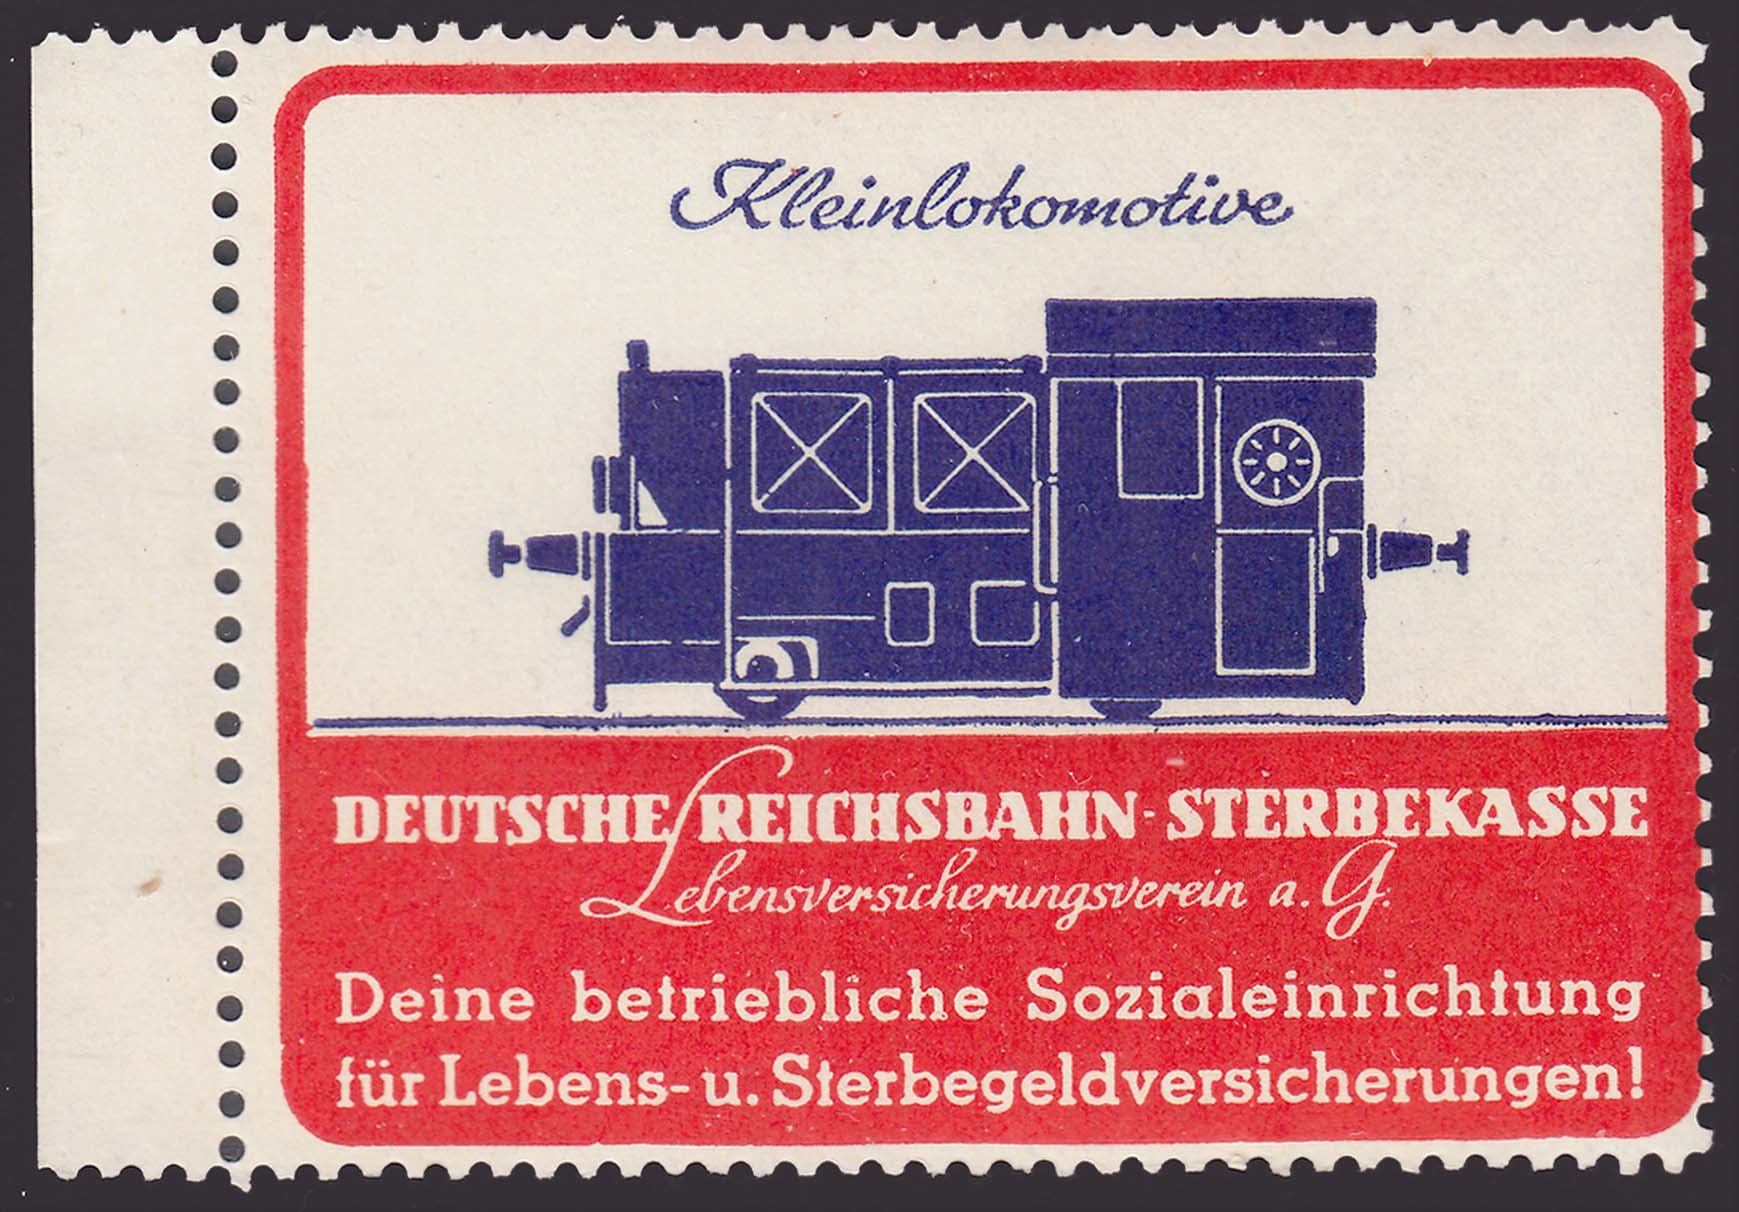 Kleinlokomotive
DEUTSCHE REICHSBAHN-STERBEKASSE
Lebensversicherungsverein a. G.
Deine betriebliche Sozialeinrichtung
für Lebens- u. Sterbegeldversicherungen!